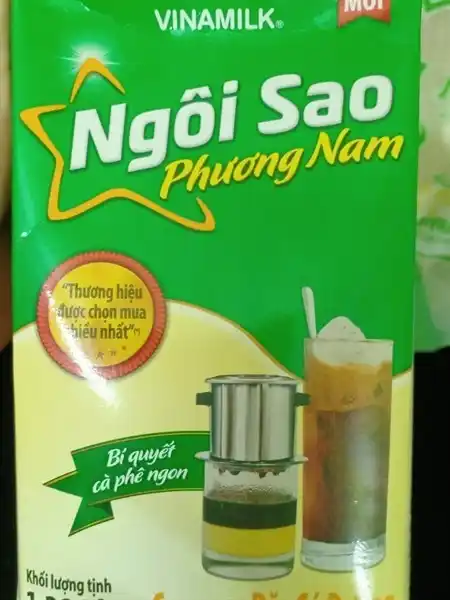 MỚI
VINAMILK®
Ngôi Sao
Phương Nam
"Thương hiệu
được chọn mua
nhiều nhất"(*)
Bí quyết
cà phê ngon
Khối lượng tịnh